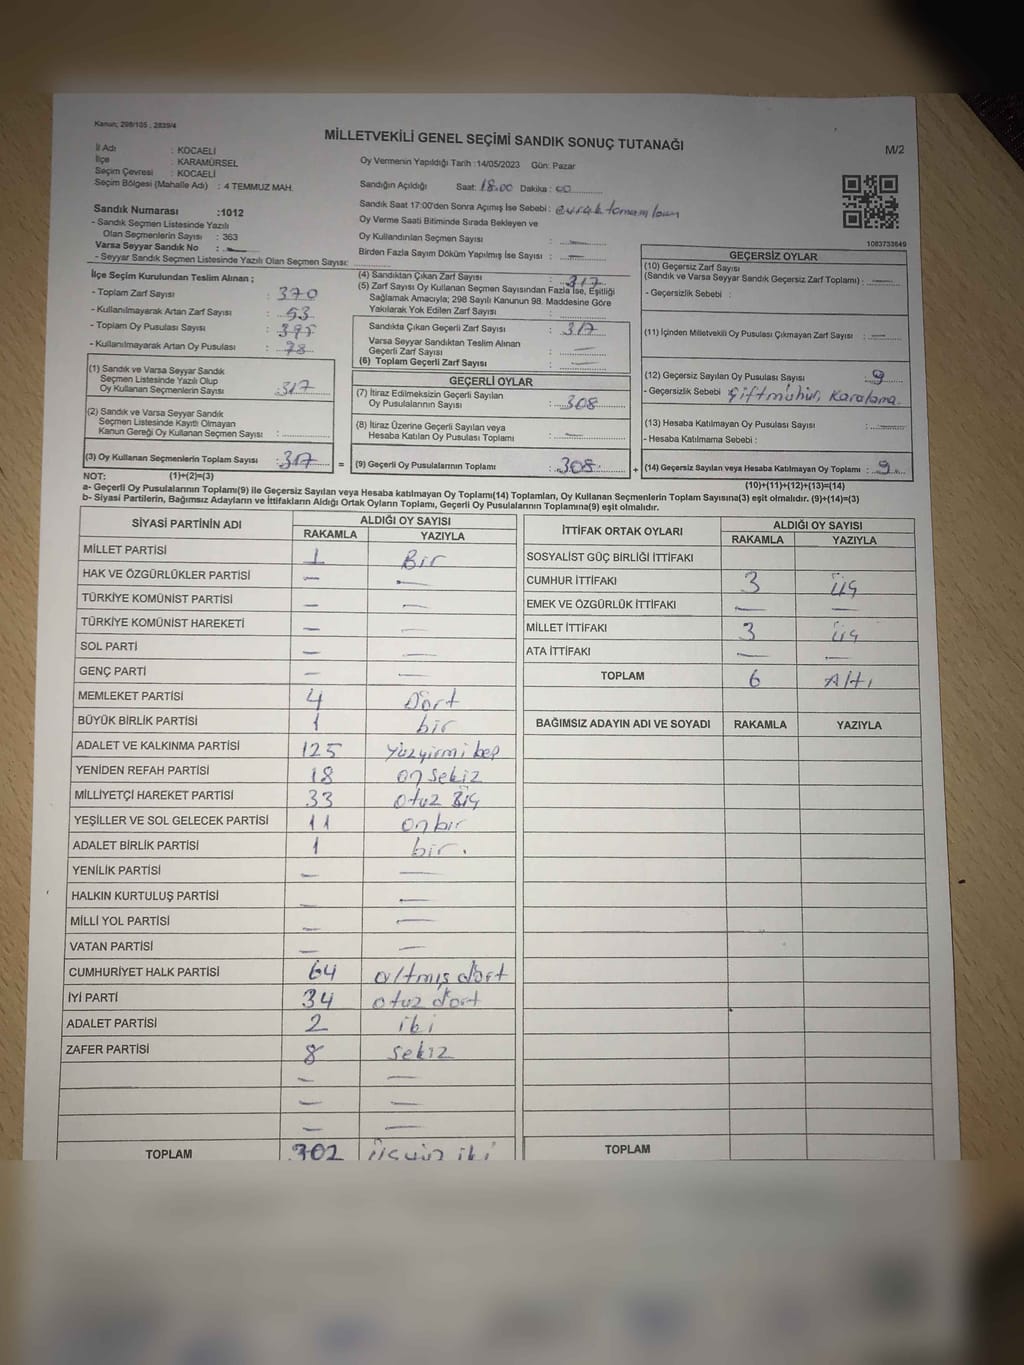 Kanun; 298/105 , 2839/4
MİLLETVEKİLİ GENEL SEÇİMİ SANDIK SONUÇ TUTANAĞI
M/2
İl Adı : KOCAELİ
İlçe : KARAMÜRSEL
Seçim Çevresi : KOCAELİ
Seçim Bölgesi (Mahalle Adı) : 4 TEMMUZ MAH.
Oy Vermenin Yapıldığı Tarih :14/05/2023 Gün: Pazar
Sandığın Açıldığı Saat: 18.00 Dakika : 00
Sandık Saat 17:00'den Sonra Açımış İse Sebebi :
Oy Verme Saati Bitiminde Sırada Bekleyen ve
Oy Kullandırılan Seçmen Sayısı : —
Birden Fazla Sayım Döküm Yapılmış İse Sayısı : —
1083733649
Sandık Numarası :1012
- Sandık Seçmen Listesinde Yazılı
Olan Seçmenlerin Sayısı : 363
Varsa Seyyar Sandık No : —
- Seyyar Sandık Seçmen Listesinde Yazılı Olan Seçmen Sayısı:
İlçe Seçim Kurulundan Teslim Alınan ;
- Toplam Zarf Sayısı : 370
- Kullanılmayarak Artan Zarf Sayısı : 53
- Toplam Oy Pusulası Sayısı : 395
- Kullanılmayarak Artan Oy Pusulası : 78
(1) Sandık ve Varsa Seyyar Sandık
Seçmen Listesinde Yazılı Olup
Oy Kullanan Seçmenlerin Sayısı : 317
(2) Sandık ve Varsa Seyyar Sandık
Seçmen Listesinde Kayıtlı Olmayan
Kanun Gereği Oy Kullanan Seçmen Sayısı :
(3) Oy Kullanan Seçmenlerin Toplam Sayısı : 317 =
(4) Sandıktan Çıkan Zarf Sayısı : 317
(5) Zarf Sayısı Oy Kullanan Seçmen Sayısından Fazla İse, Eşitliği
Sağlamak Amacıyla; 298 Sayılı Kanunun 98. Maddesine Göre
Yakılarak Yok Edilen Zarf Sayısı :
Sandıkta Çıkan Geçerli Zarf Sayısı : 317
Varsa Seyyar Sandıktan Teslim Alınan
Geçerli Zarf Sayısı : —
(6) Toplam Geçerli Zarf Sayısı : —
GEÇERLİ OYLAR
(7) İtiraz Edilmeksizin Geçerli Sayılan
Oy Pusulalarının Sayısı : 308
(8) İtiraz Üzerine Geçerli Sayılan veya
Hesaba Katılan Oy Pusulası Toplamı : —
(9) Geçerli Oy Pusulalarının Toplamı : 308 +
GEÇERSİZ OYLAR
(10) Geçersiz Zarf Sayısı
(Sandık ve Varsa Seyyar Sandık Geçersiz Zarf Toplamı) : —
- Geçersizlik Sebebi :
(11) İçinden Milletvekili Oy Pusulası Çıkmayan Zarf Sayısı : —
(12) Geçersiz Sayılan Oy Pusulası Sayısı : 9
- Geçersizlik Sebebi Çiftmühür, Karalama.
(13) Hesaba Katılmayan Oy Pusulası Sayısı : —
- Hesaba Katılmama Sebebi :
(14) Geçersiz Sayılan veya Hesaba Katılmayan Oy Toplamı : 9
NOT: (1)+(2)=(3)
(10)+(11)+(12)+(13)=(14)
a- Geçerli Oy Pusulalarının Toplamı(9) ile Geçersiz Sayılan veya Hesaba katılmayan Oy Toplamı(14) Toplamları, Oy Kullanan Seçmenlerin Toplam Sayısına(3) eşit olmalıdır. (9)+(14)=(3)
b- Siyasi Partilerin, Bağımsız Adayların ve İttifakların Aldığı Ortak Oyların Toplamı, Geçerli Oy Pusulalarının Toplamına(9) eşit olmalıdır.
SİYASİ PARTİNİN ADI
ALDIĞI OY SAYISI
RAKAMLA YAZIYLA
MİLLET PARTİSİ 1 Bir
HAK VE ÖZGÜRLÜKLER PARTİSİ — —
TÜRKİYE KOMÜNİST PARTİSİ — —
TÜRKİYE KOMÜNİST HAREKETİ — —
SOL PARTİ — —
GENÇ PARTİ — —
MEMLEKET PARTİSİ 4 Dört
BÜYÜK BİRLİK PARTİSİ 1 bir
ADALET VE KALKINMA PARTİSİ 125 Yüzyirmi beş
YENİDEN REFAH PARTİSİ 18 on sekiz
MİLLİYETÇİ HAREKET PARTİSİ 33 otuz üç
YEŞİLLER VE SOL GELECEK PARTİSİ 11 onbir
ADALET BİRLİK PARTİSİ 1 bir.
YENİLİK PARTİSİ — —
HALKIN KURTULUŞ PARTİSİ — —
MİLLİ YOL PARTİSİ — —
VATAN PARTİSİ — —
CUMHURİYET HALK PARTİSİ 64 altmış dört
İYİ PARTİ 34 otuz dört
ADALET PARTİSİ 2 iki
ZAFER PARTİSİ 8 sekiz
— —
— —
— —
TOPLAM 302 üçyüz iki
İTTİFAK ORTAK OYLARI
ALDIĞI OY SAYISI
RAKAMLA YAZIYLA
SOSYALİST GÜÇ BİRLİĞİ İTTİFAKI
CUMHUR İTTİFAKI 3 üç
EMEK VE ÖZGÜRLÜK İTTİFAKI — —
MİLLET İTTİFAKI 3 üç
ATA İTTİFAKI — —
TOPLAM 6 Altı
BAĞIMSIZ ADAYIN ADI VE SOYADI RAKAMLA YAZIYLA
TOPLAM